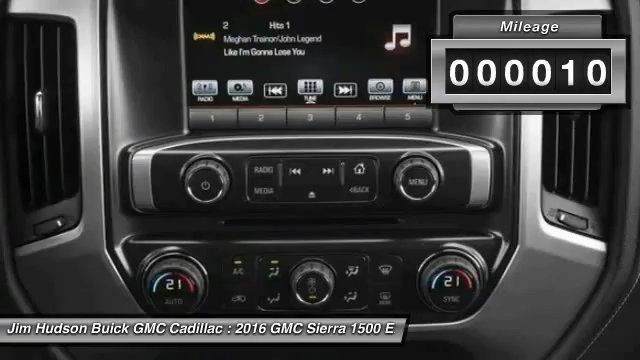 Mileage
000010
2 Hits 1
Meghan Trainor/John Legend
Like I'm Gonna Lose You
RADIO MEDIA TUNE BROWSE MENU
1 2 3 4 5
RADIO
MEDIA <BACK
MENU
A/C
21 AUTO
21 SYNC
Jim Hudson Buick GMC Cadillac : 2016 GMC Sierra 1500 E